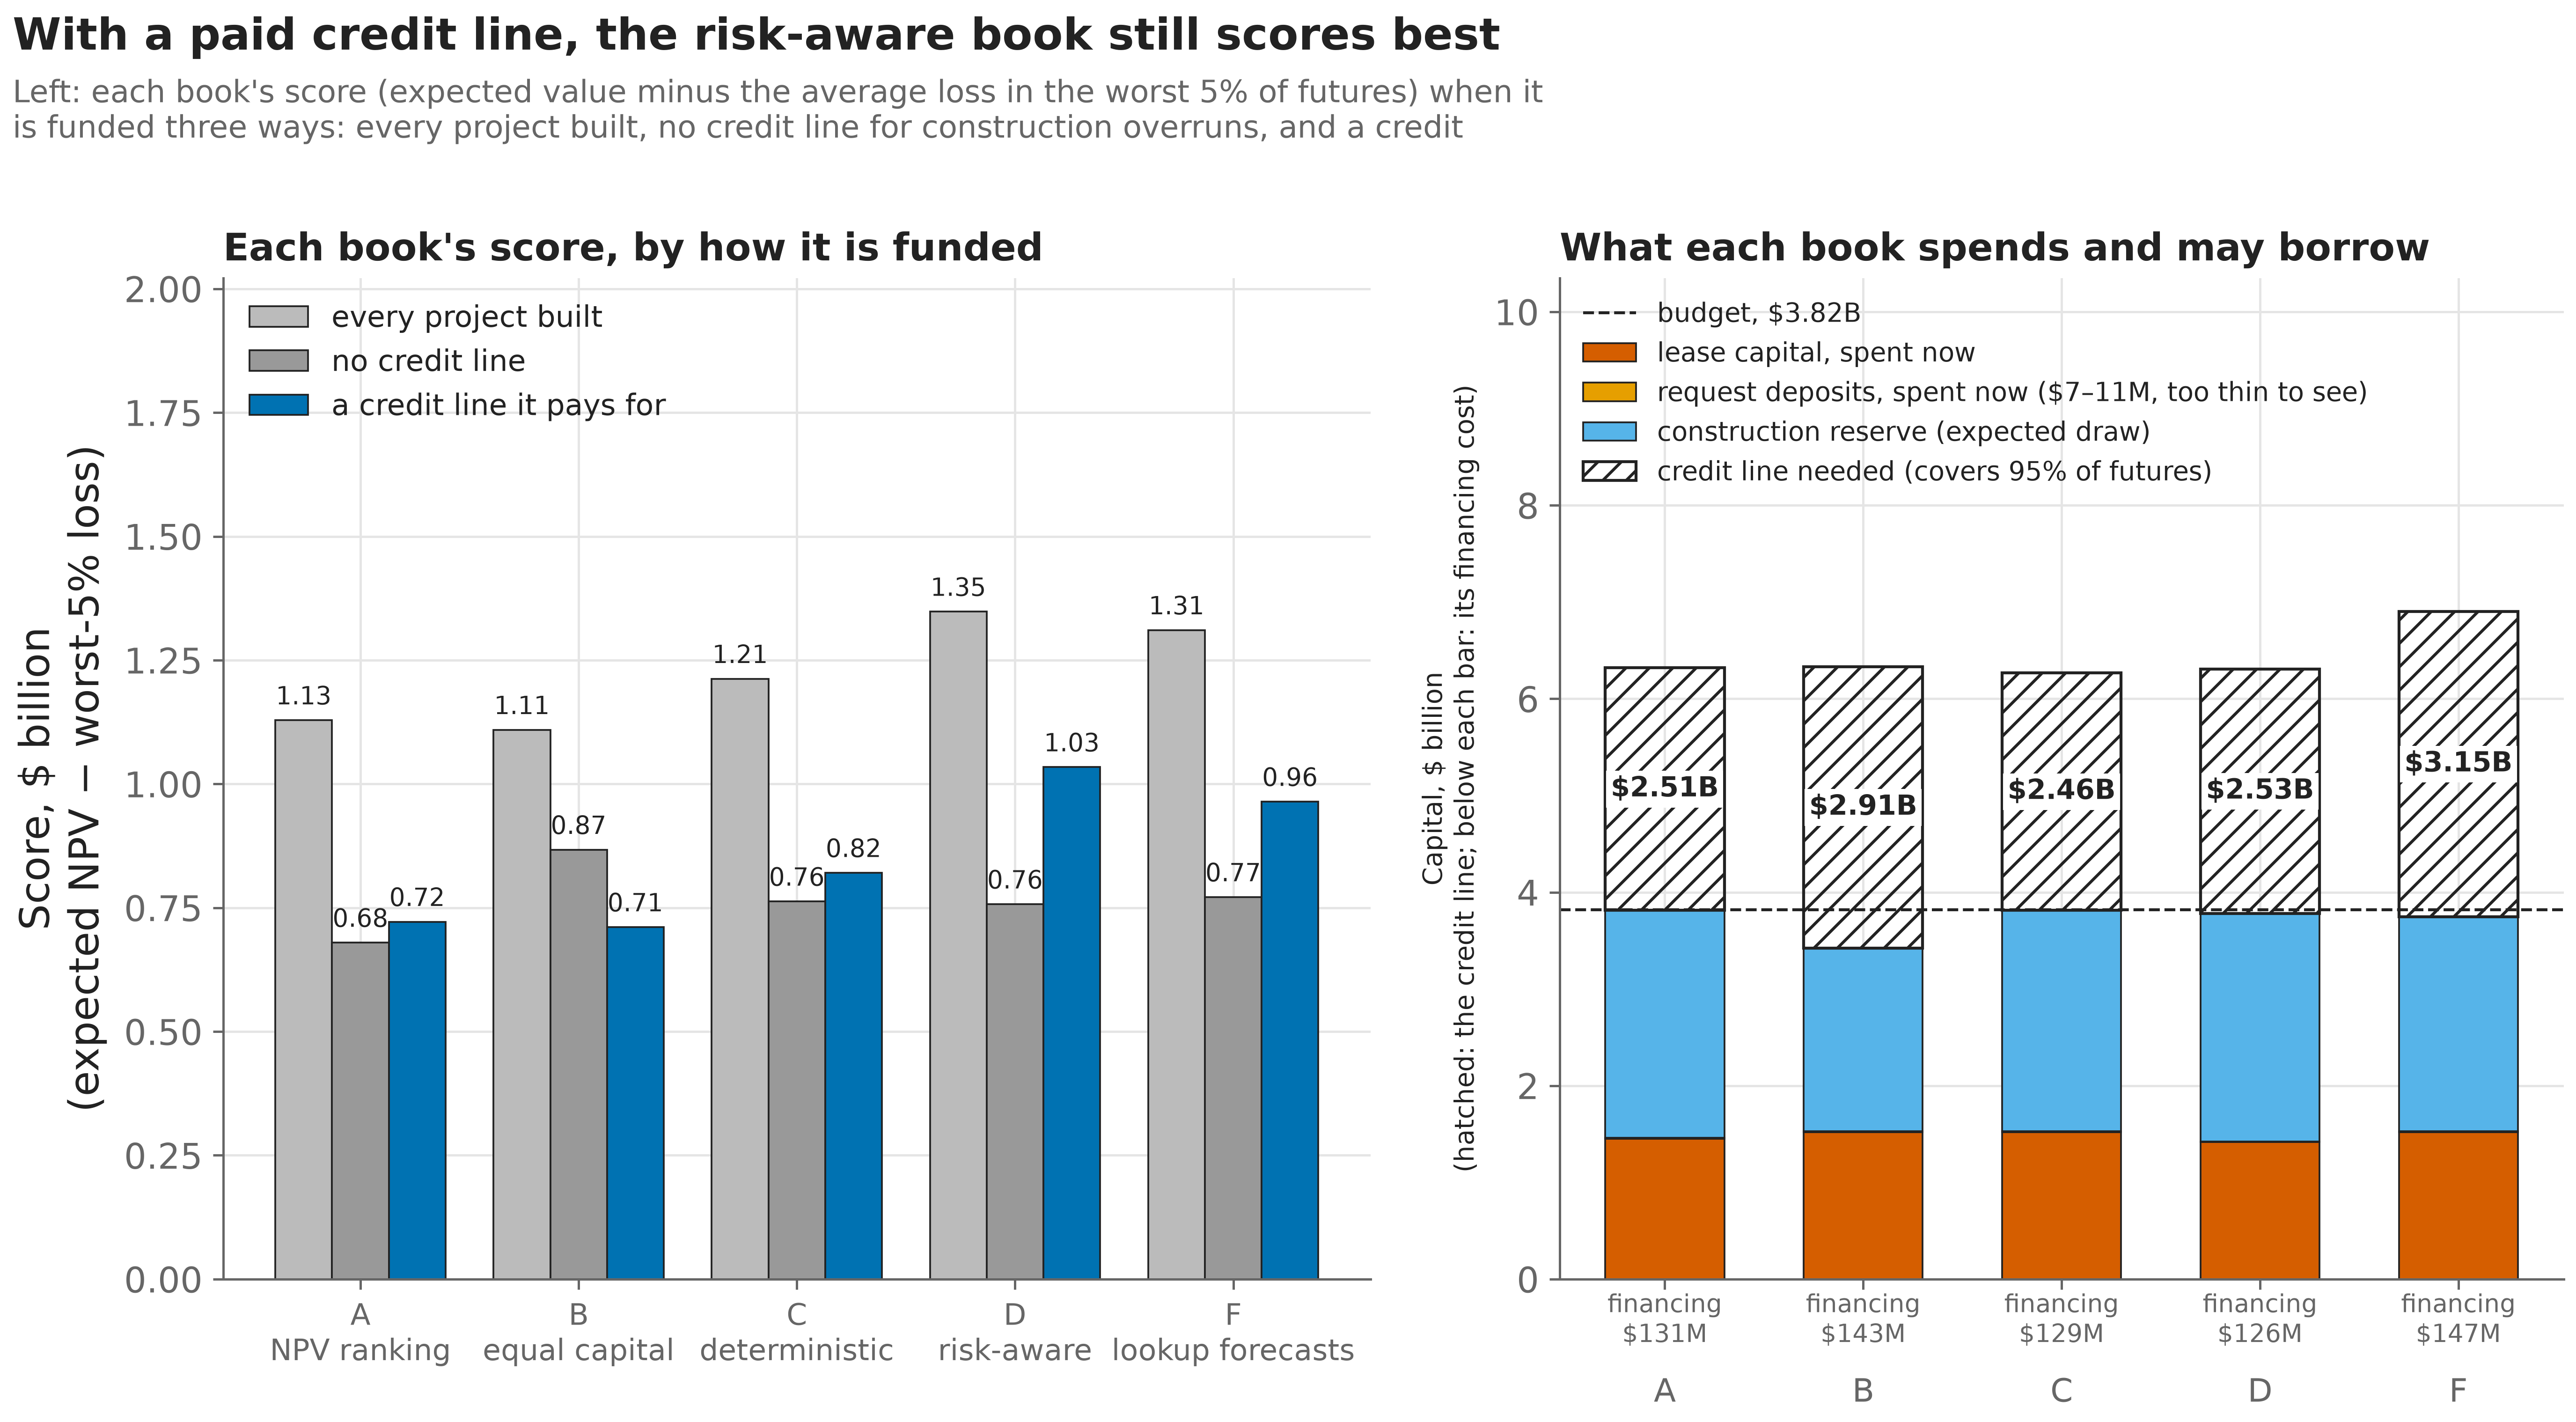 With a paid credit line, the risk-aware book still scores best
Left: each book's score (expected value minus the average loss in the worst 5% of futures) when it
is funded three ways: every project built, no credit line for construction overruns, and a credit
Each book's score, by how it is funded
Score, $ billion
(expected NPV − worst-5% loss)
2.00
1.75
1.50
1.25
1.00
0.75
0.50
0.25
0.00
every project built
no credit line
a credit line it pays for
1.13
0.68
0.72
1.11
0.87
0.71
1.21
0.76
0.82
1.35
0.76
1.03
1.31
0.77
0.96
A
NPV ranking
B
equal capital
C
deterministic
D
risk-aware
F
lookup forecasts
What each book spends and may borrow
Capital, $ billion
(hatched: the credit line; below each bar: its financing cost)
10
8
6
4
2
0
budget, $3.82B
lease capital, spent now
request deposits, spent now ($7–11M, too thin to see)
construction reserve (expected draw)
credit line needed (covers 95% of futures)
$2.51B
$2.91B
$2.46B
$2.53B
$3.15B
financing
$131M
financing
$143M
financing
$129M
financing
$126M
financing
$147M
A
B
C
D
F